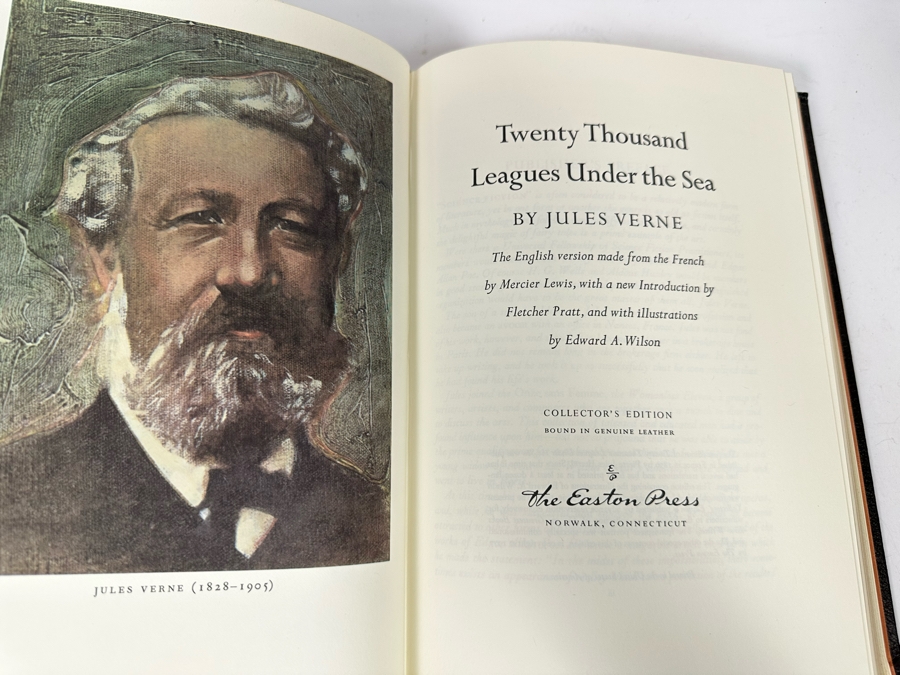 JULES VERNE (1828–1905)
Twenty Thousand
Leagues Under the Sea
BY JULES VERNE
The English version made from the French
by Mercier Lewis, with a new Introduction by
Fletcher Pratt, and with illustrations
by Edward A. Wilson
COLLECTOR'S EDITION
BOUND IN GENUINE LEATHER
E
P
The Easton Press
NORWALK, CONNECTICUT